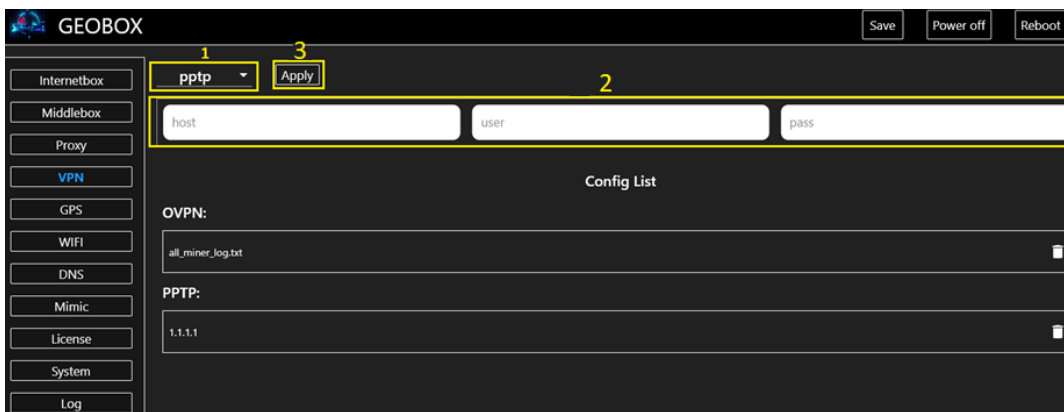 GEOBOX
Save
Power off
Reboot
1
3
pptp
Apply
2
host
user
pass
Internetbox
Middlebox
Proxy
VPN
GPS
WIFI
DNS
Mimic
License
System
Log
Config List
OVPN:
all_miner_log.txt
PPTP:
1.1.1.1